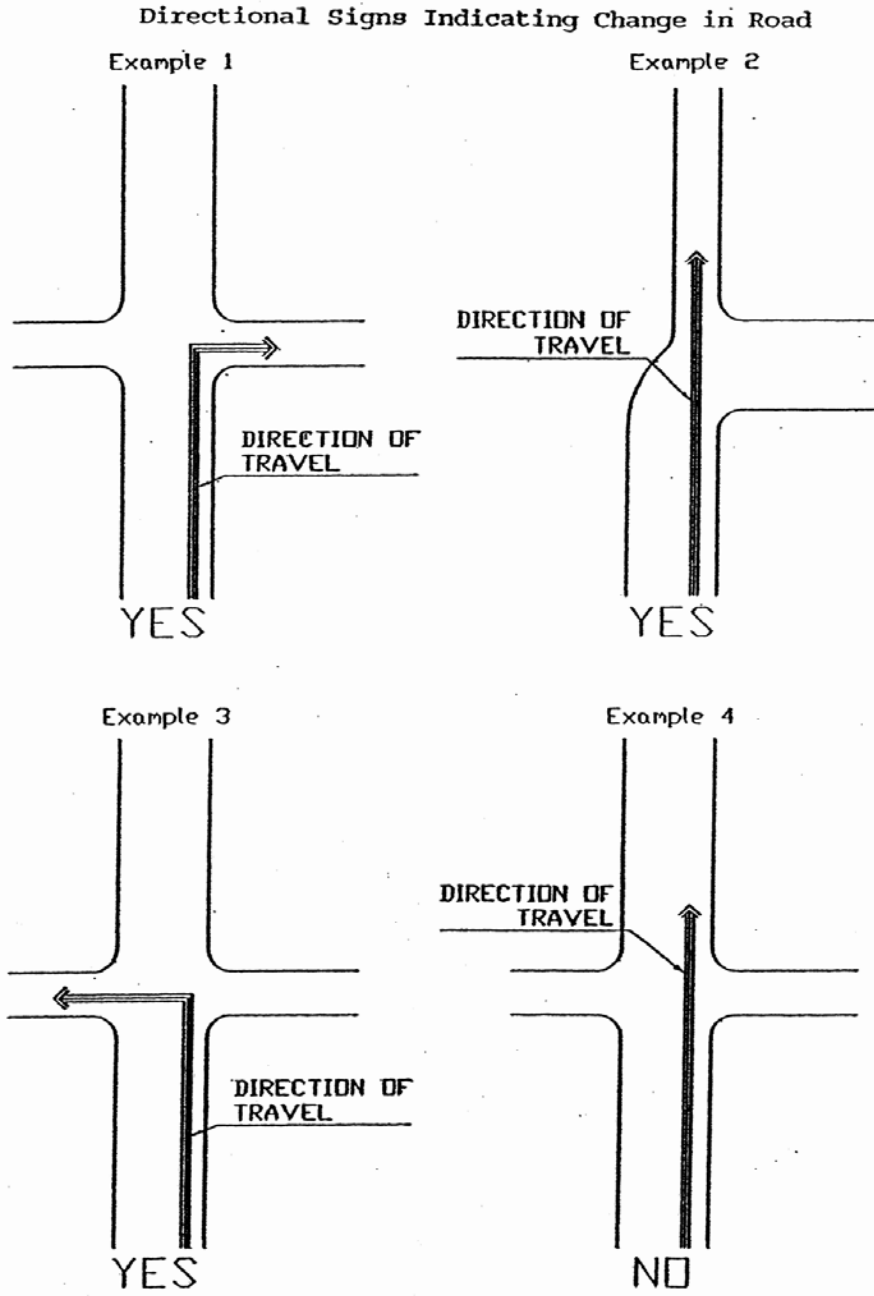 Directional Signs Indicating Change in Road
Example 1
Example 2
DIRECTION OF
TRAVEL
DIRECTION OF
TRAVEL
YES
YES
Example 3
Example 4
DIRECTION OF
TRAVEL
DIRECTION OF
TRAVEL
YES
NO